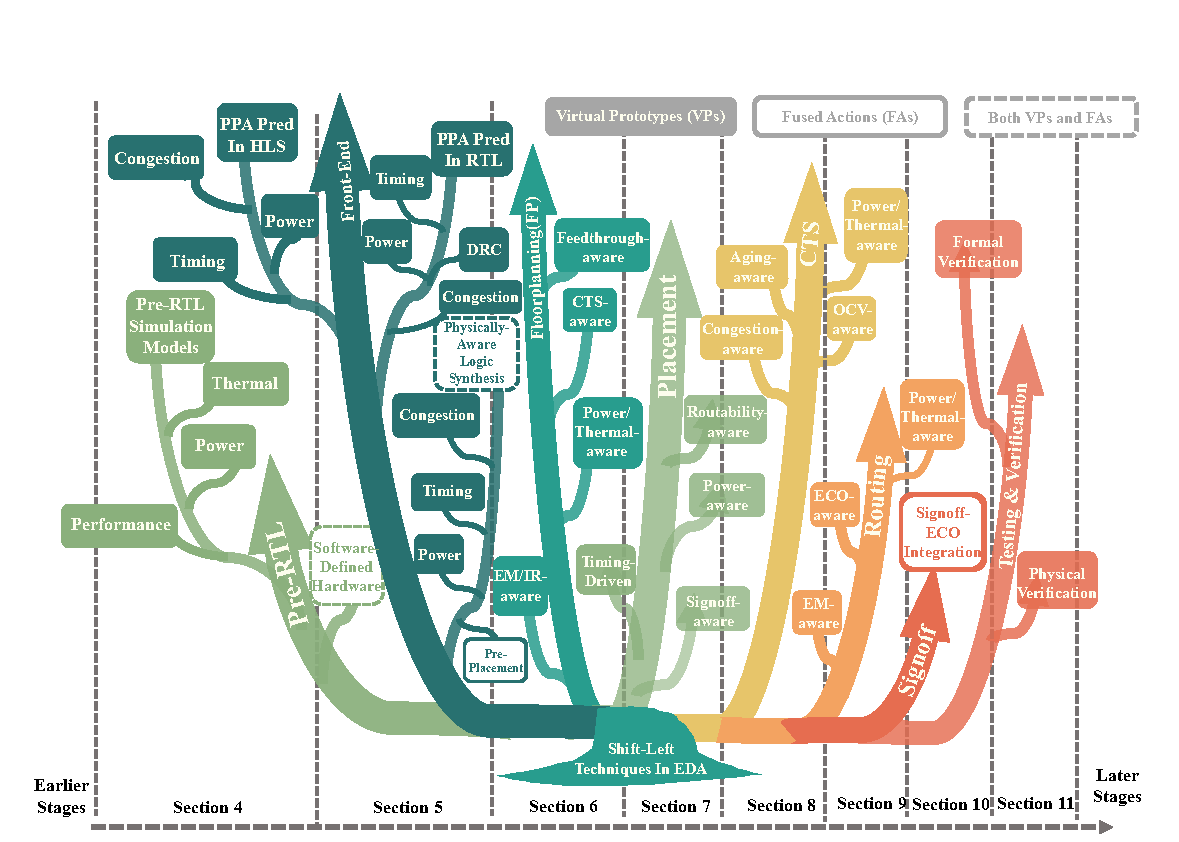 Virtual Prototypes (VPs)
Fused Actions (FAs)
Both VPs and FAs
PPA Pred
In HLS
Congestion
Power
Timing
Pre-RTL
Simulation
Models
Thermal
Power
Performance
Pre-RTL
Software-
Defined
Hardware
Front-End
PPA Pred
In RTL
Timing
Power
DRC
Congestion
Physically-
Aware
Logic
Synthesis
Congestion
Timing
Power
Pre-
Placement
Floorplanning(FP)
Feedthrough-
aware
CTS-
aware
Power/
Thermal-
aware
EM/IR-
aware
Placement
Routability-
aware
Power-
aware
Timing-
Driven
Signoff-
aware
CTS
Power/
Thermal-
aware
Aging-
aware
OCV-
aware
Congestion-
aware
Routing
Power/
Thermal-
aware
ECO-
aware
EM-
aware
Signoff
Signoff-
ECO
Integration
Testing & Verification
Formal
Verification
Physical
Verification
Shift-Left
Techniques In EDA
Earlier
Stages
Section 4
Section 5
Section 6
Section 7
Section 8
Section 9
Section 10
Section 11
Later
Stages